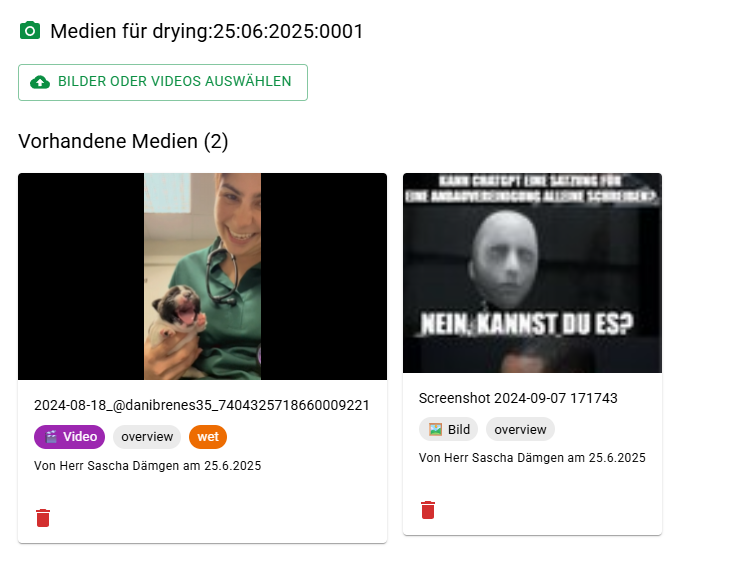 Medien für drying:25:06:2025:0001
BILDER ODER VIDEOS AUSWÄHLEN
Vorhandene Medien (2)
2024-08-18_@danibrenes35_7404325718660009221
Video overview wet
Von Herr Sascha Dämgen am 25.6.2025
KANN CHATGPT EINE SATZUNG FÜR
EINE ANBAUVEREINIGUNG ALLEINE SCHREIBEN?
NEIN, KANNST DU ES?
Screenshot 2024-09-07 171743
Bild overview
Von Herr Sascha Dämgen am 25.6.2025